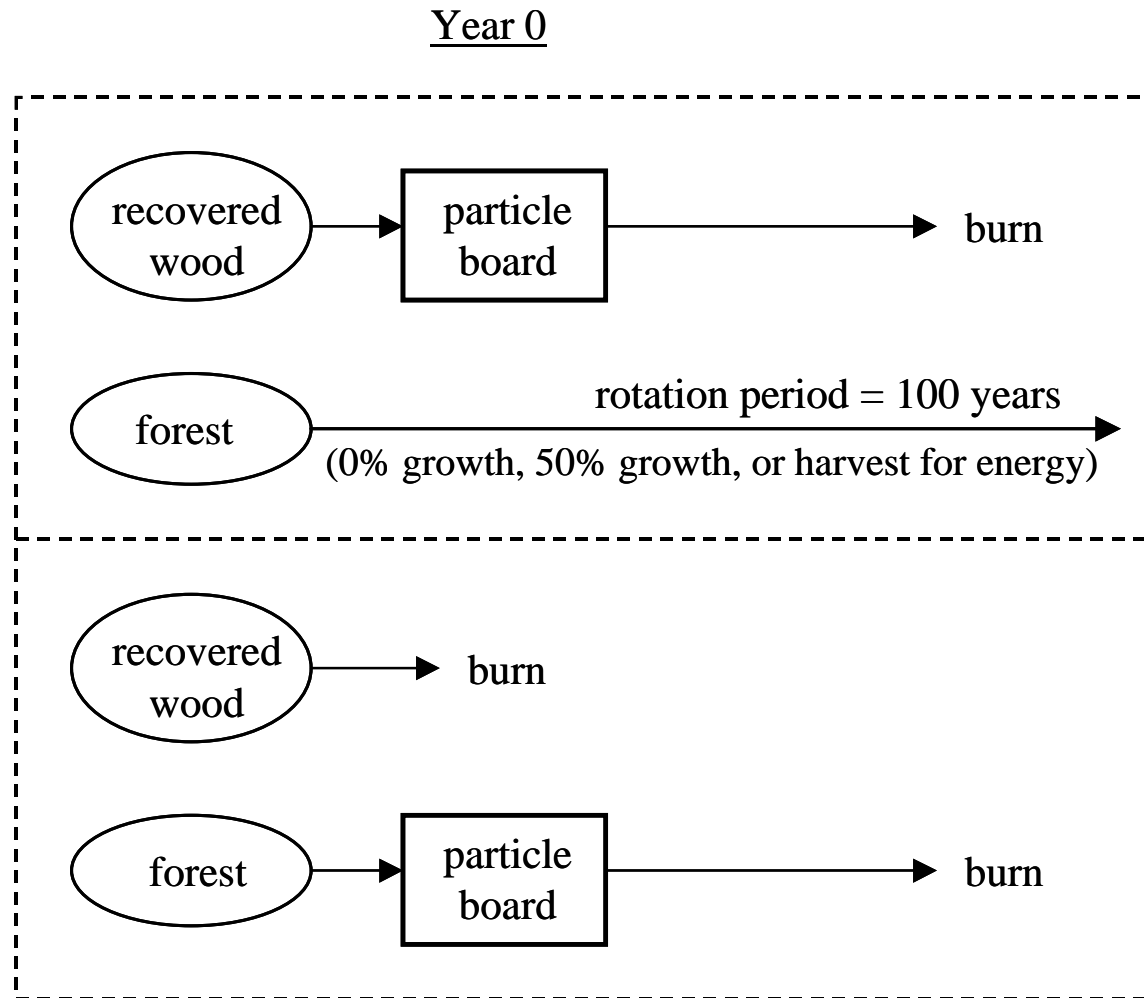 Year 0
recovered
wood
particle
board
burn
forest
rotation period = 100 years
(0% growth, 50% growth, or harvest for energy)
recovered
wood
burn
forest
particle
board
burn